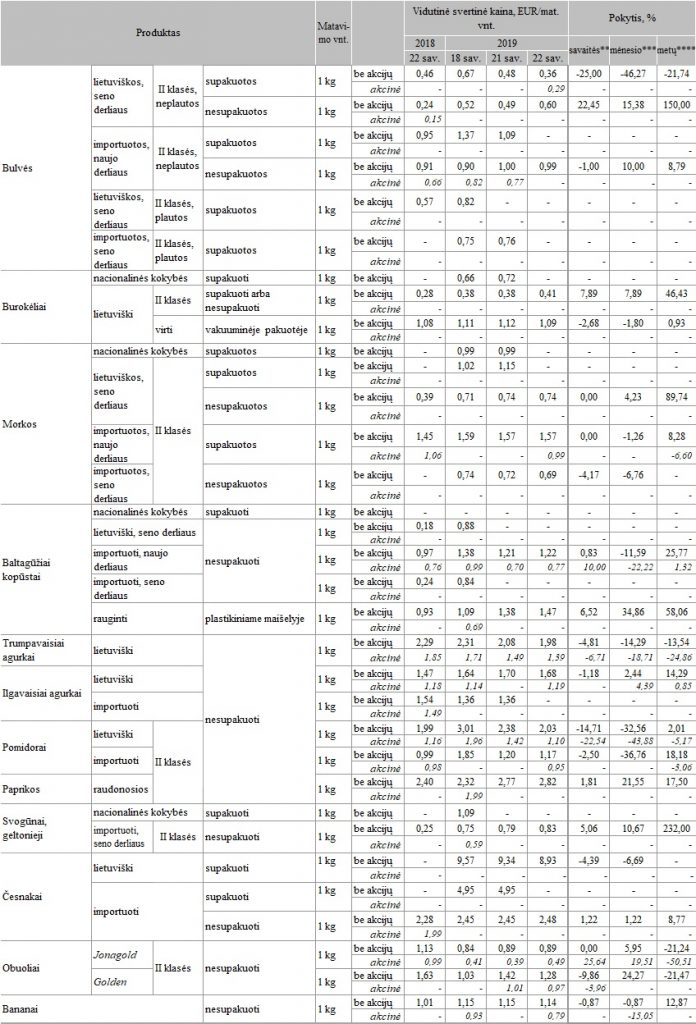 Produktas Matavi- Vidutinė svertinė kaina, EUR/mat. Pokytis, %
mo vnt. vnt.
2018 2019 savaitės** mėnesio*** metų****
22 sav. 18 sav. 21 sav. 22 sav.
Bulvės lietuviškos, seno derliaus II klasės, neplautos supakuotos 1 kg be akcijų 0,46 0,67 0,48 0,36 -25,00 -46,27 -21,74
akcinė - - - 0,29 - - -
nesupakuotos 1 kg be akcijų 0,24 0,52 0,49 0,60 22,45 15,38 150,00
akcinė 0,15 - - - - - -
importuotos, naujo derliaus II klasės, neplautos supakuotos 1 kg be akcijų 0,95 1,37 1,09 - - - -
akcinė - - - - - - -
nesupakuotos 1 kg be akcijų 0,91 0,90 1,00 0,99 -1,00 10,00 8,79
akcinė 0,66 0,82 0,77 - - - -
lietuviškos, seno derliaus II klasės, plautos supakuotos 1 kg be akcijų 0,57 0,82 - - - - -
akcinė - - - - - - -
importuotos, seno derliaus II klasės, plautos supakuotos 1 kg be akcijų - 0,75 0,76 - - - -
akcinė - - - - - - -
Burokėliai nacionalinės kokybės supakuoti 1 kg be akcijų - 0,66 0,72 - - - -
lietuviški II klasės supakuoti arba nesupakuoti 1 kg be akcijų 0,28 0,38 0,38 0,41 7,89 7,89 46,43
akcinė - - - - - - -
virti vakuuminėje pakuotėje 1 kg be akcijų 1,08 1,11 1,12 1,09 -2,68 -1,80 0,93
akcinė - - - - - - -
Morkos nacionalinės kokybės supakuotos 1 kg be akcijų - 0,99 0,99 - - - -
lietuviškos, seno derliaus II klasės supakuotos 1 kg be akcijų - 1,02 1,15 - - - -
akcinė - - - - - - -
nesupakuotos 1 kg be akcijų 0,39 0,71 0,74 0,74 0,00 4,23 89,74
akcinė - - - - - - -
importuotos, naujo derliaus supakuotos 1 kg be akcijų 1,45 1,59 1,57 1,57 0,00 -1,26 8,28
akcinė 1,06 - - 0,99 - - -6,60
importuotos, seno derliaus nesupakuotos 1 kg be akcijų - 0,74 0,72 0,69 -4,17 -6,76 -
akcinė - - - - - - -
Baltagūžiai kopūstai nacionalinės kokybės supakuoti 1 kg be akcijų - - - - - - -
lietuviški, seno derliaus nesupakuoti 1 kg be akcijų 0,18 0,88 - - - - -
akcinė - - - - - - -
importuoti, naujo derliaus 1 kg be akcijų 0,97 1,38 1,21 1,22 0,83 -11,59 25,77
akcinė 0,76 0,99 0,70 0,77 10,00 -22,22 1,32
importuoti, seno derliaus 1 kg be akcijų 0,24 0,84 - - - - -
akcinė - - - - - - -
rauginti plastikiniame maišelyje 1 kg be akcijų 0,93 1,09 1,38 1,47 6,52 34,86 58,06
akcinė - 0,69 - - - - -
Trumpavaisiai agurkai lietuviški nesupakuoti 1 kg be akcijų 2,29 2,31 2,08 1,98 -4,81 -14,29 -13,54
akcinė 1,85 1,71 1,49 1,39 -6,71 -18,71 -24,86
Ilgavaisiai agurkai lietuviški 1 kg be akcijų 1,47 1,64 1,70 1,68 -1,18 2,44 14,29
akcinė 1,18 1,14 - 1,19 - 4,39 0,85
importuoti 1 kg be akcijų 1,54 1,36 1,36 - - - -
akcinė 1,49 - - - - - -
Pomidorai lietuviški II klasės 1 kg be akcijų 1,99 3,01 2,38 2,03 -14,71 -32,56 2,01
akcinė 1,16 1,96 1,42 1,10 -22,54 -43,88 -5,17
importuoti 1 kg be akcijų 0,99 1,85 1,20 1,17 -2,50 -36,76 18,18
akcinė 0,98 - - 0,95 - - -3,06
Paprikos raudonosios 1 kg be akcijų 2,40 2,32 2,77 2,82 1,81 21,55 17,50
akcinė - 1,99 - - - - -
Svogūnai, geltonieji nacionalinės kokybės supakuoti 1 kg be akcijų - 1,09 - - - - -
importuoti, seno derliaus II klasės nesupakuoti 1 kg be akcijų 0,25 0,75 0,79 0,83 5,06 10,67 232,00
akcinė - 0,59 - - - - -
Česnakai lietuviški supakuoti 1 kg be akcijų - 9,57 9,34 8,93 -4,39 -6,69 -
akcinė - - - - - - -
importuoti supakuoti 1 kg be akcijų - 4,95 4,95 - - - -
akcinė - - - - - - -
nesupakuoti 1 kg be akcijų 2,28 2,45 2,45 2,48 1,22 1,22 8,77
akcinė 1,99 - - - - - -
Obuoliai Jonagold II klasės nesupakuoti 1 kg be akcijų 1,13 0,84 0,89 0,89 0,00 5,95 -21,24
akcinė 0,99 0,41 0,39 0,49 25,64 19,51 -50,51
Golden 1 kg be akcijų 1,63 1,03 1,42 1,28 -9,86 24,27 -21,47
akcinė - - 1,01 0,97 -3,96 - -
Bananai nesupakuoti 1 kg be akcijų 1,01 1,15 1,15 1,14 -0,87 -0,87 12,87
akcinė - 0,93 - 0,79 - -15,05 -